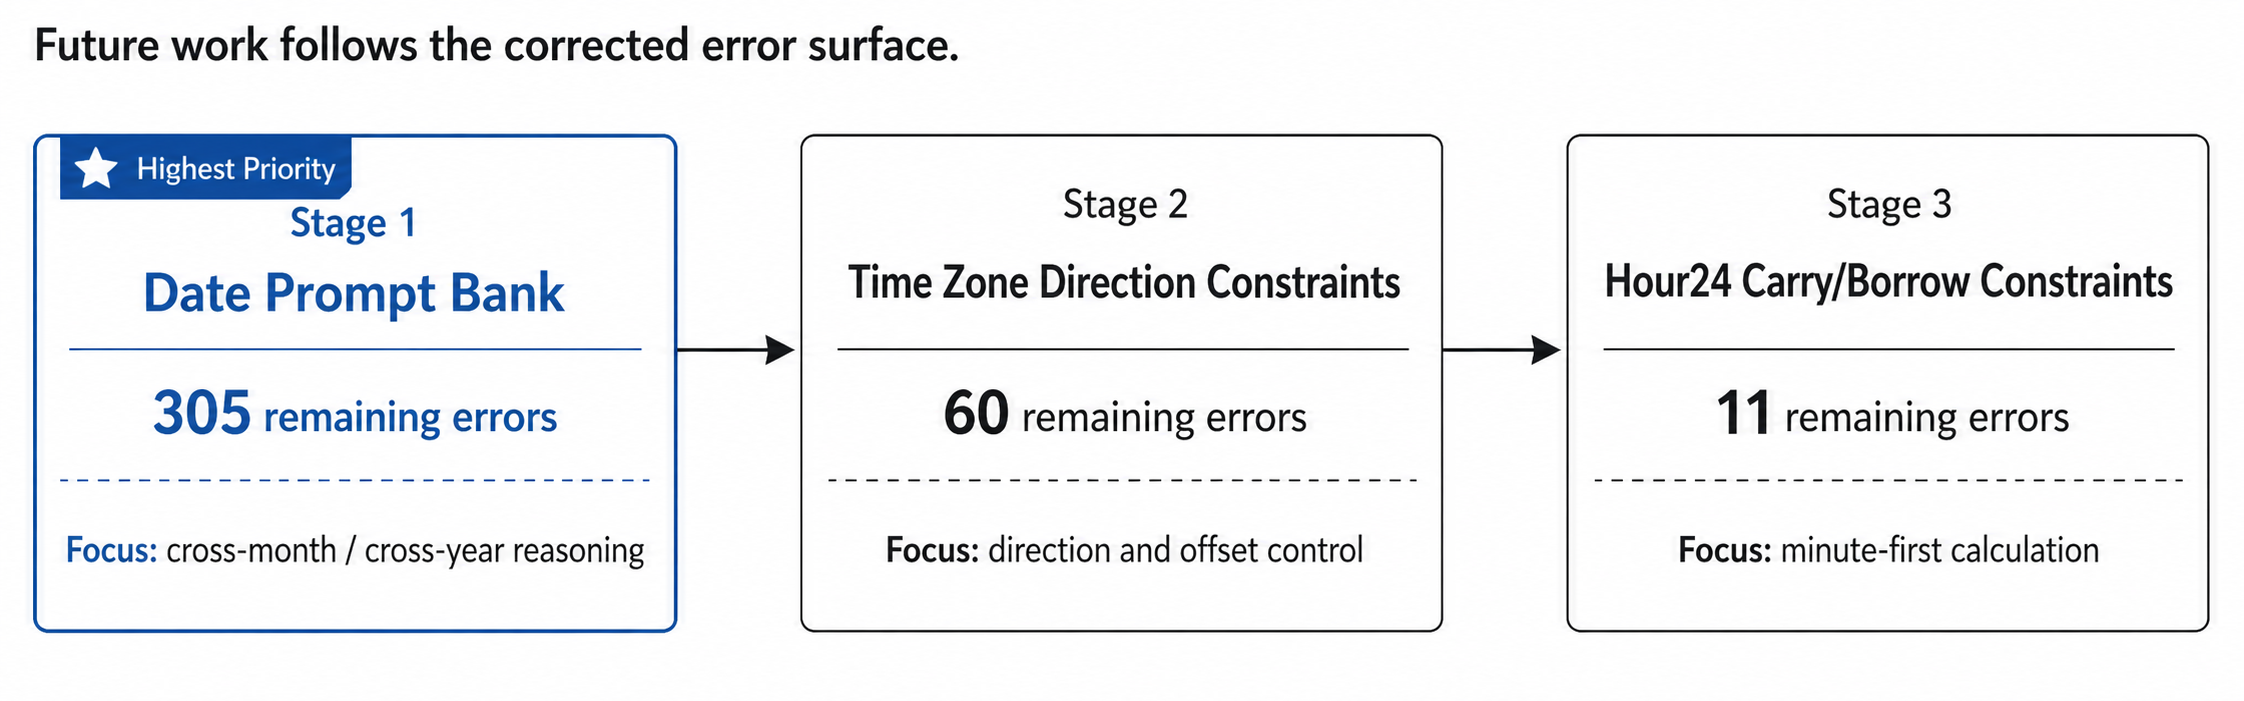 Future work follows the corrected error surface.
Highest Priority
Stage 1
Date Prompt Bank
305 remaining errors
Focus: cross-month / cross-year reasoning
Stage 2
Time Zone Direction Constraints
60 remaining errors
Focus: direction and offset control
Stage 3
Hour24 Carry/Borrow Constraints
11 remaining errors
Focus: minute-first calculation